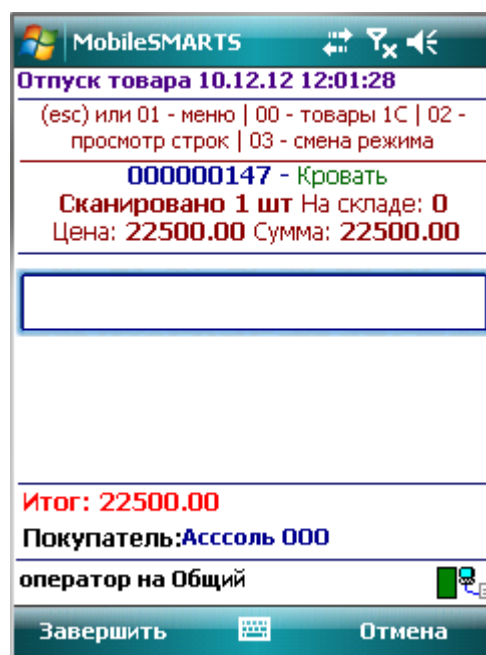 MobileSMARTS
Отпуск товара 10.12.12 12:01:28
(esc) или 01 - меню | 00 - товары 1С | 02 -
просмотр строк | 03 - смена режима
000000147 - Кровать
Сканировано 1 шт На складе: 0
Цена: 22500.00 Сумма: 22500.00
Итог: 22500.00
Покупатель:Асссоль ООО
оператор на Общий
Завершить Отмена